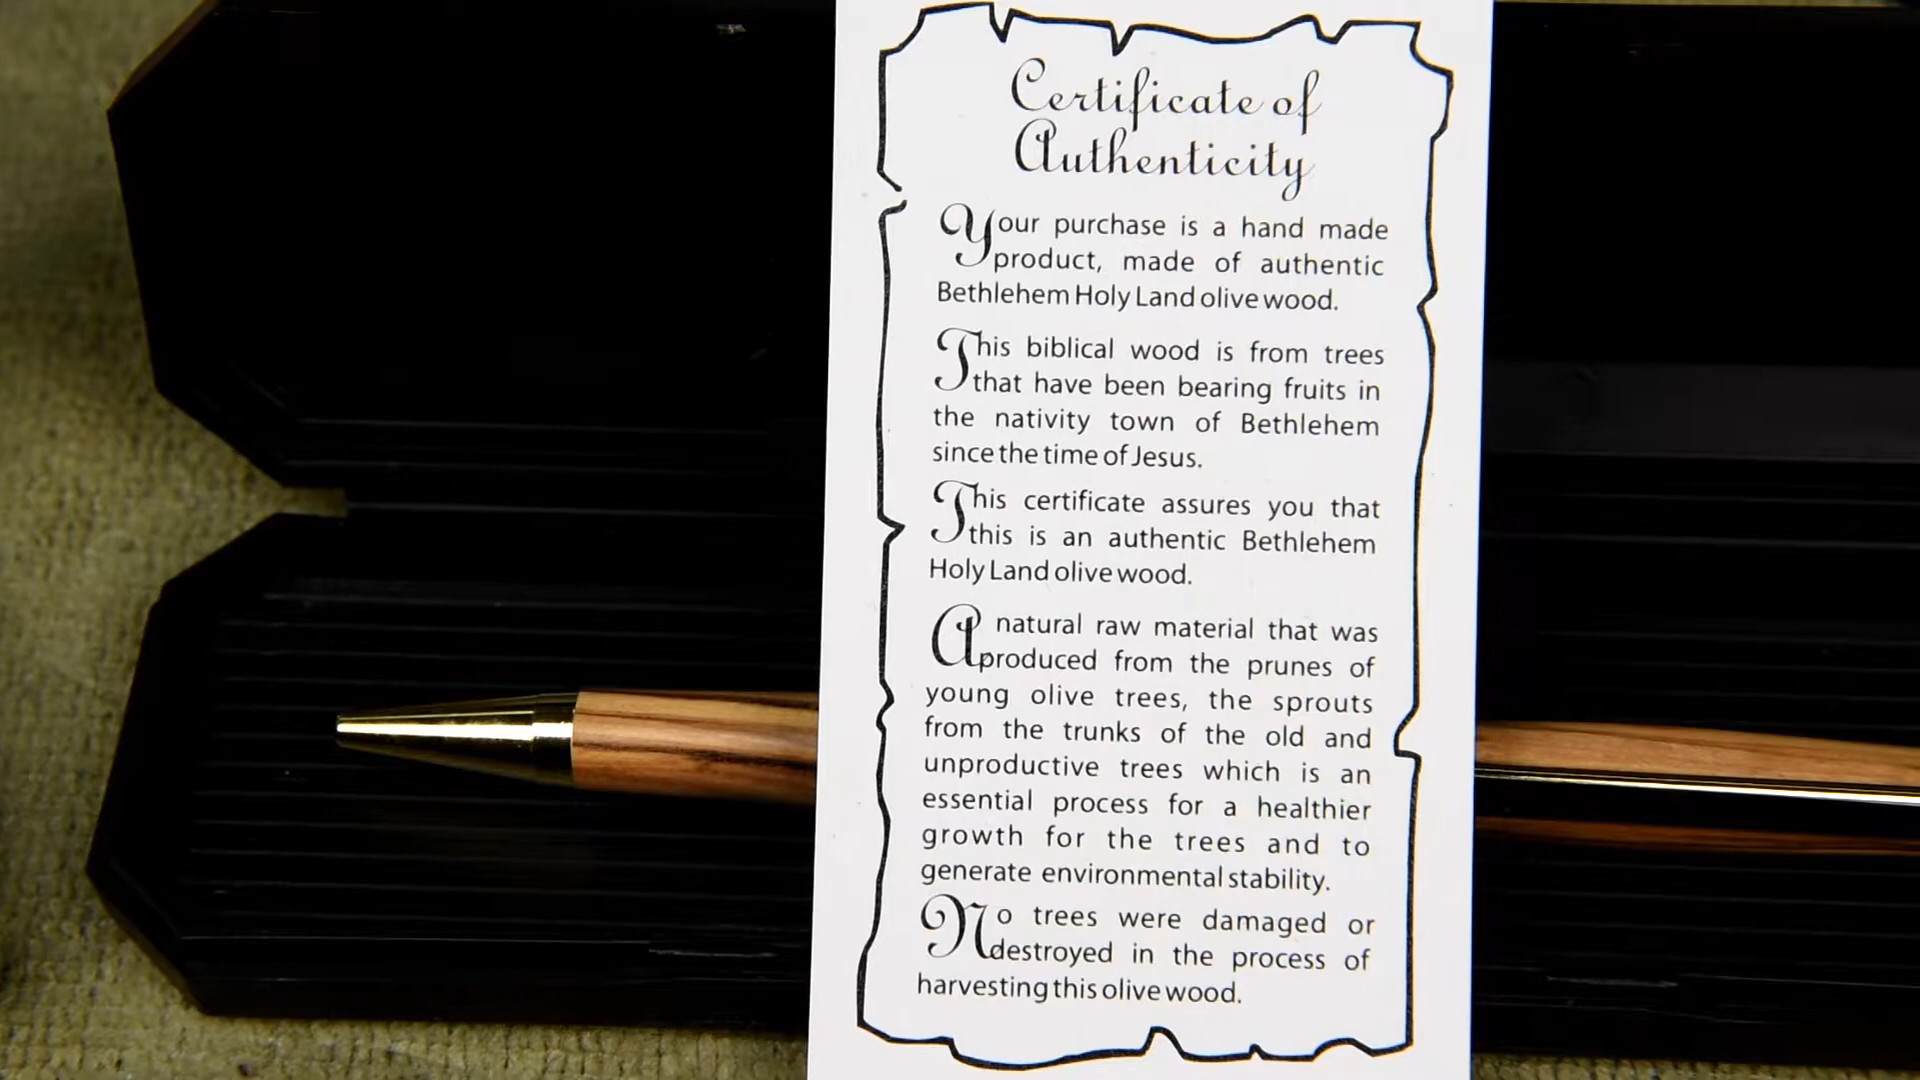 Certificate of
Authenticity
Your purchase is a hand made
product, made of authentic
Bethlehem Holy Land olive wood.
This biblical wood is from trees
that have been bearing fruits in
the nativity town of Bethlehem
since the time of Jesus.
This certificate assures you that
this is an authentic Bethlehem
Holy Land olive wood.
A natural raw material that was
produced from the prunes of
young olive trees, the sprouts
from the trunks of the old and
unproductive trees which is an
essential process for a healthier
growth for the trees and to
generate environmental stability.
No trees were damaged or
destroyed in the process of
harvesting this olive wood.